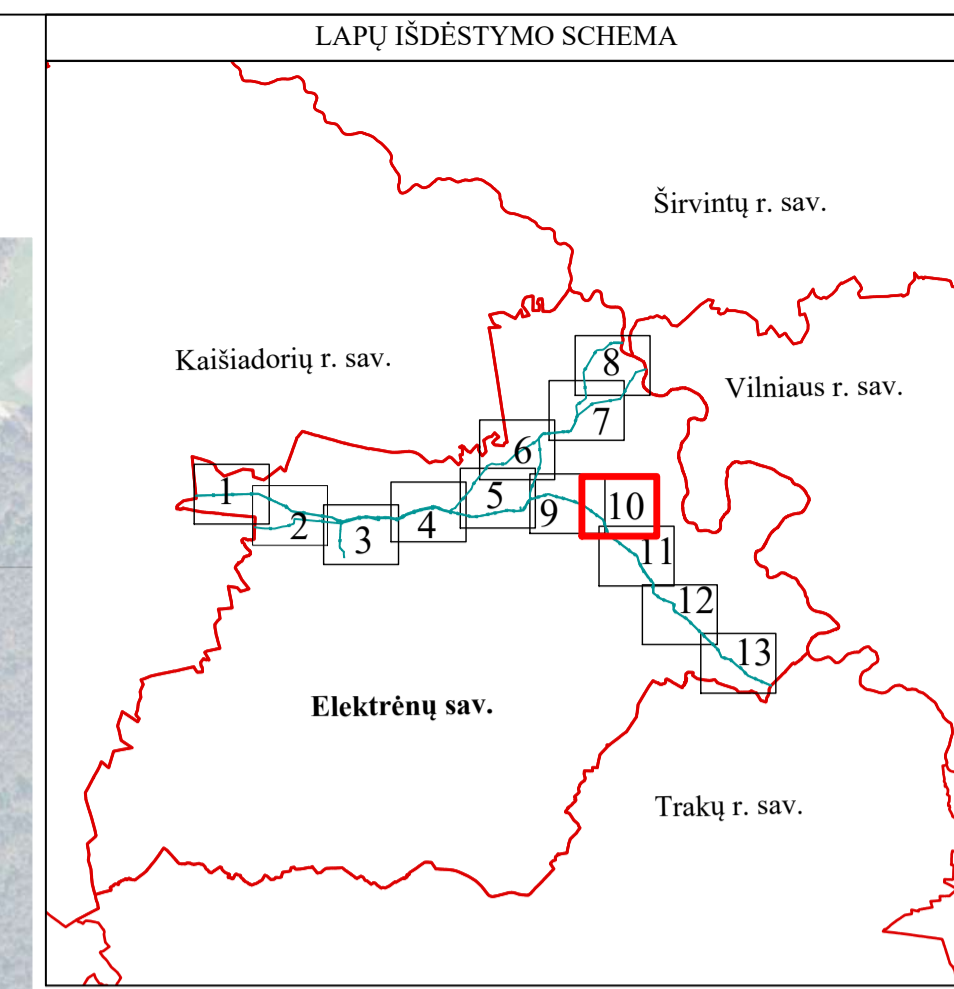 LAPŲ IŠDĖSTYMO SCHEMA
Širvintų r. sav.
Kaišiadorių r. sav.
Vilniaus r. sav.
8
7
6
5
1
2
3
4
9
10
11
12
13
Elektrėnų sav.
Trakų r. sav.